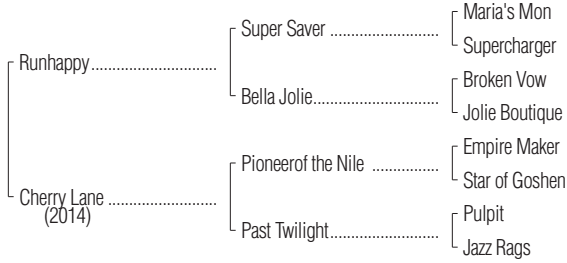 Maria's Mon
Super Saver
Supercharger
Runhappy
Broken Vow
Bella Jolie
Jolie Boutique
Empire Maker
Pioneerof the Nile
Star of Goshen
Cherry Lane
(2014)
Pulpit
Past Twilight
Jazz Rags